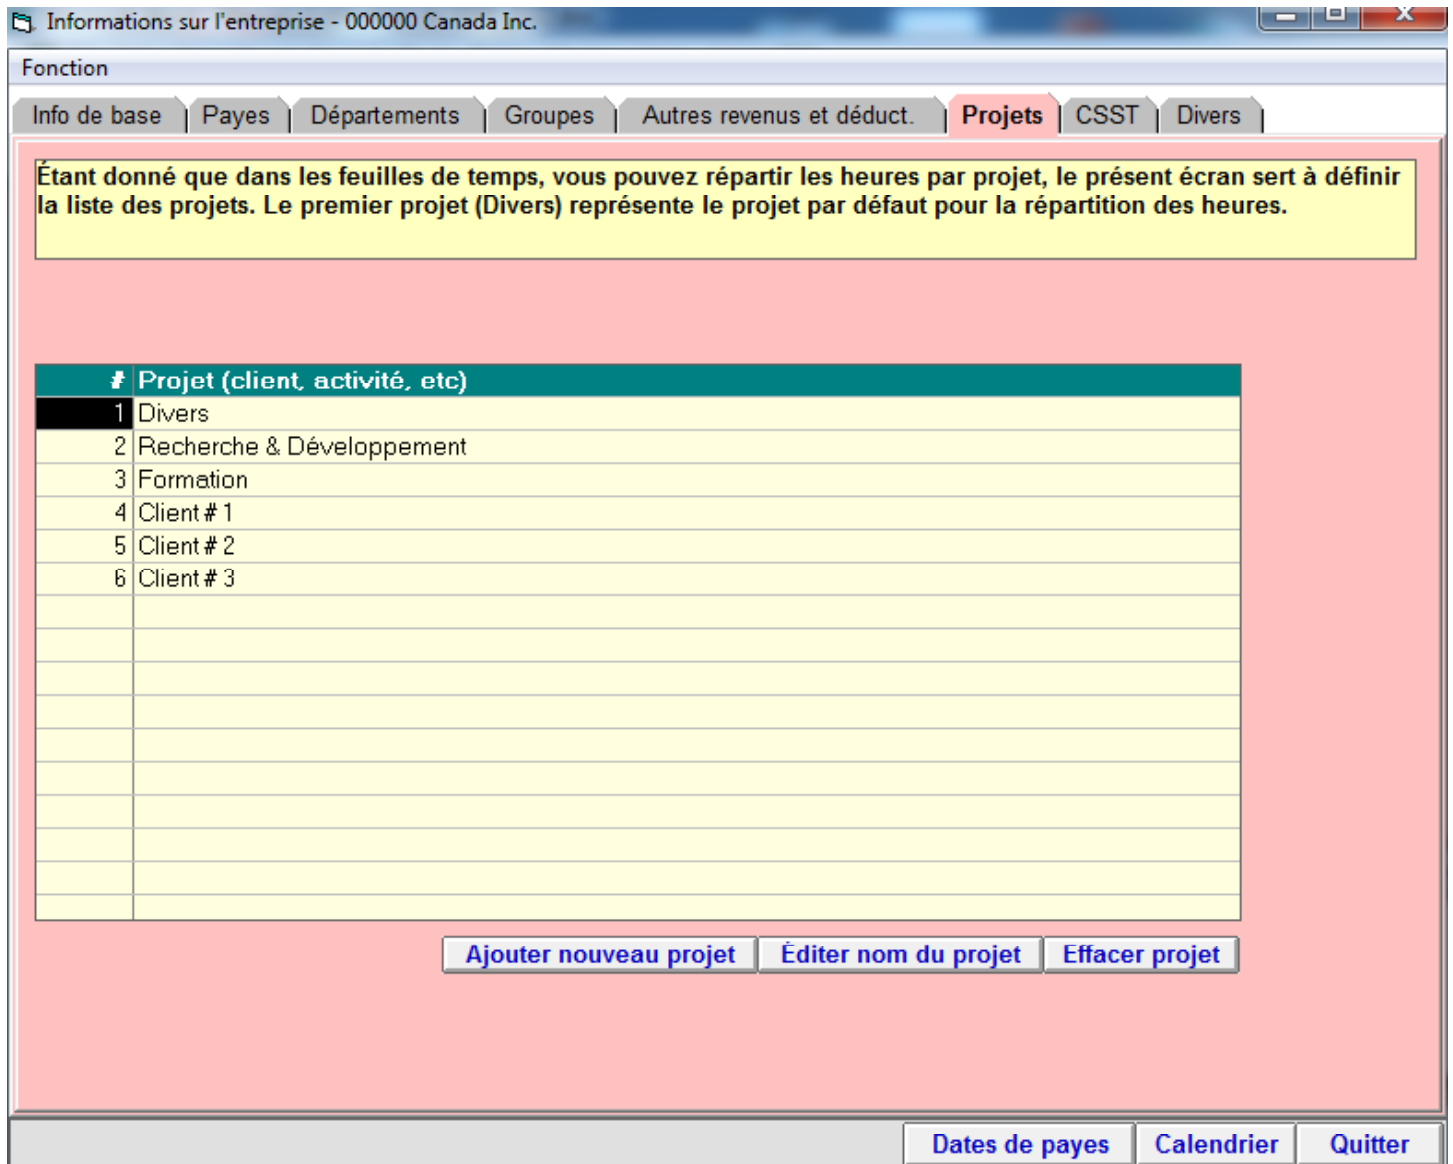 Informations sur l'entreprise - 000000 Canada Inc.
Fonction
Info de base Payes Départements Groupes Autres revenus et déduct. Projets CSST Divers
Étant donné que dans les feuilles de temps, vous pouvez répartir les heures par projet, le présent écran sert à définir
la liste des projets. Le premier projet (Divers) représente le projet par défaut pour la répartition des heures.
# Projet (client, activité, etc)
1 Divers
2 Recherche & Développement
3 Formation
4 Client # 1
5 Client # 2
6 Client # 3
Ajouter nouveau projet Éditer nom du projet Effacer projet
Dates de payes Calendrier Quitter